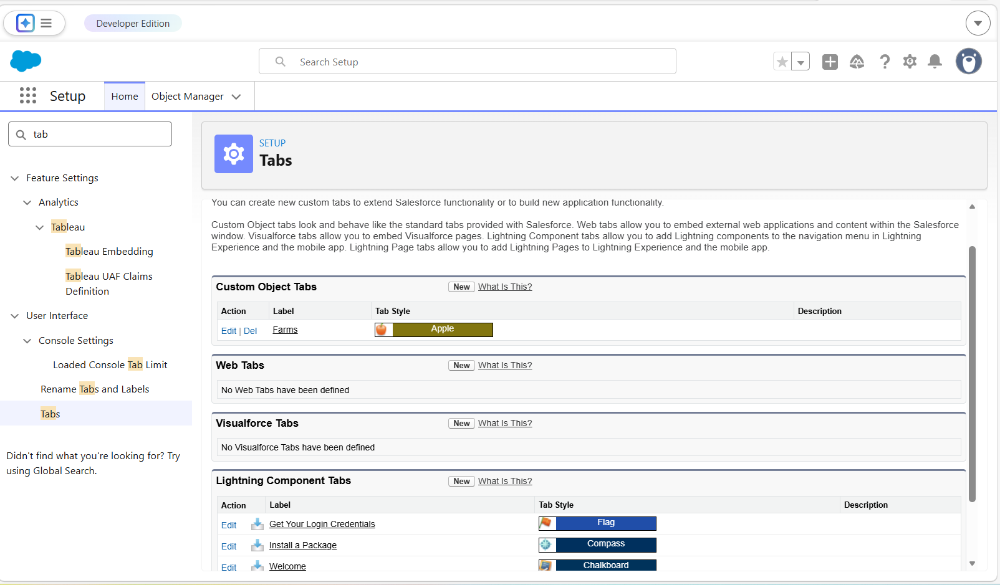 Developer Edition
Search Setup
Setup
Home
Object Manager
tab
Feature Settings
Analytics
Tableau
Tableau Embedding
Tableau UAF Claims
Definition
User Interface
Console Settings
Loaded Console Tab Limit
Rename Tabs and Labels
Tabs
Didn't find what you're looking for? Try
using Global Search.
SETUP
Tabs
You can create new custom tabs to extend Salesforce functionality or to build new application functionality.
Custom Object tabs look and behave like the standard tabs provided with Salesforce. Web tabs allow you to embed external web applications and content within the Salesforce
window. Visualforce tabs allow you to embed Visualforce pages. Lightning Component tabs allow you to add Lightning components to the navigation menu in Lightning
Experience and the mobile app. Lightning Page tabs allow you to add Lightning Pages to Lightning Experience and the mobile app.
Custom Object Tabs New What Is This?
Action Label Tab Style Description
Edit | Del Farms Apple
Web Tabs New What Is This?
No Web Tabs have been defined
Visualforce Tabs New What Is This?
No Visualforce Tabs have been defined
Lightning Component Tabs New What Is This?
Action Label Tab Style Description
Edit Get Your Login Credentials Flag
Edit Install a Package Compass
Edit Welcome Chalkboard